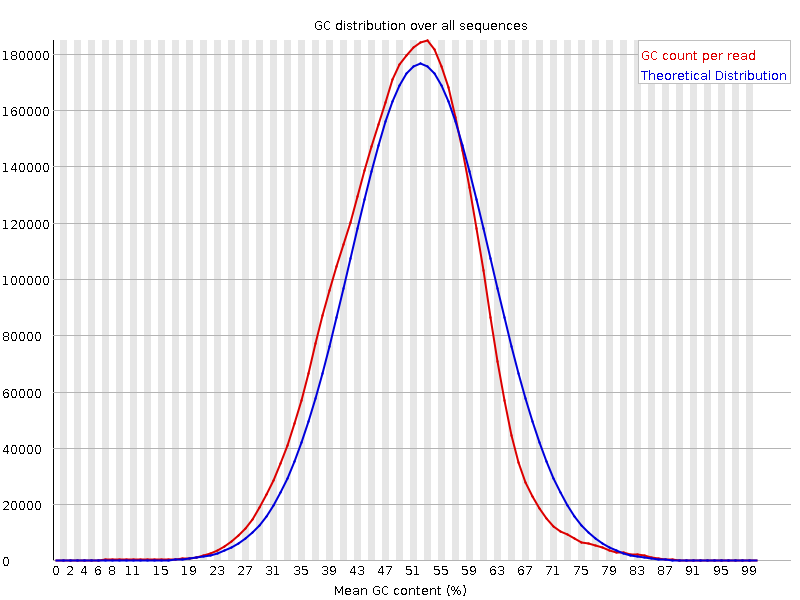 GC distribution over all sequences
GC count per read
Theoretical Distribution
180000
160000
140000
120000
100000
80000
60000
40000
20000
0
0 2 4 6 8 11 15 19 23 27 31 35 39 43 47 51 55 59 63 67 71 75 79 83 87 91 95 99
Mean GC content (%)